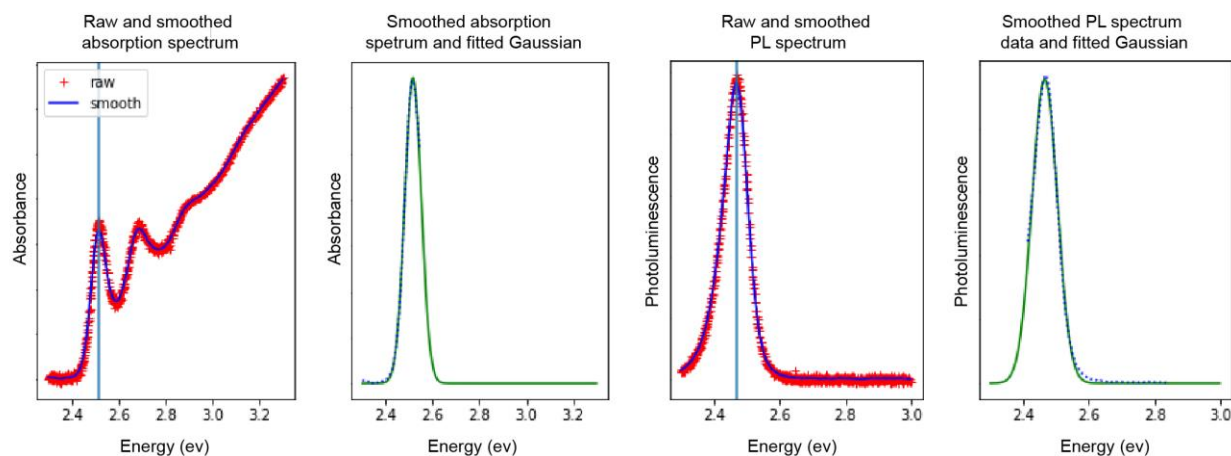 Raw and smoothed
absorption spectrum
Absorbance
raw
smooth
2.4 2.6 2.8 3.0 3.2
Energy (ev)
Smoothed absorption
spetrum and fitted Gaussian
Absorbance
2.4 2.6 2.8 3.0 3.2
Energy (ev)
Raw and smoothed
PL spectrum
Photoluminescence
2.4 2.6 2.8 3.0
Energy (ev)
Smoothed PL spectrum
data and fitted Gaussian
Photoluminescence
2.4 2.6 2.8 3.0
Energy (ev)